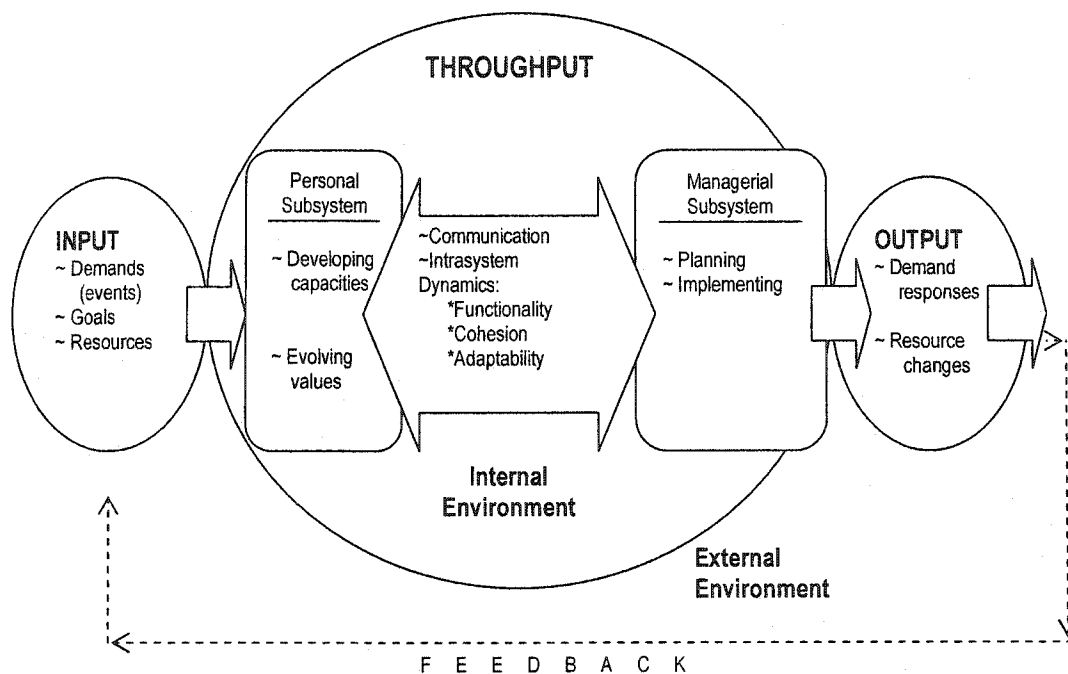 THROUGHPUT
INPUT
~ Demands
(events)
~ Goals
~ Resources
Personal
Subsystem
~ Developing
capacities
~ Evolving
values
~Communication
~Intrasystem
Dynamics:
*Functionality
*Cohesion
*Adaptability
Managerial
Subsystem
~ Planning
~ Implementing
OUTPUT
~ Demand
responses
~ Resource
changes
Internal
Environment
External
Environment
F E E D B A C K